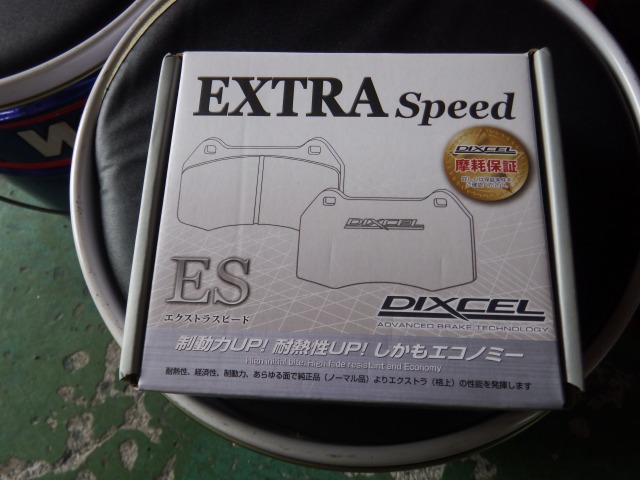 EXTRA Speed
DIXCEL
摩耗保証
DIXCEL
ES
エクストラスピード
DIXCEL
ADVANCED BRAKE TECHNOLOGY
制動力UP! 耐熱性UP! しかもエコノミー
High initial bite, High fade resistant and Economy
耐熱性、経済性、制動力、あらゆる面で純正品（ノーマル品）よりエクストラ（格上）の性能を発揮します
W